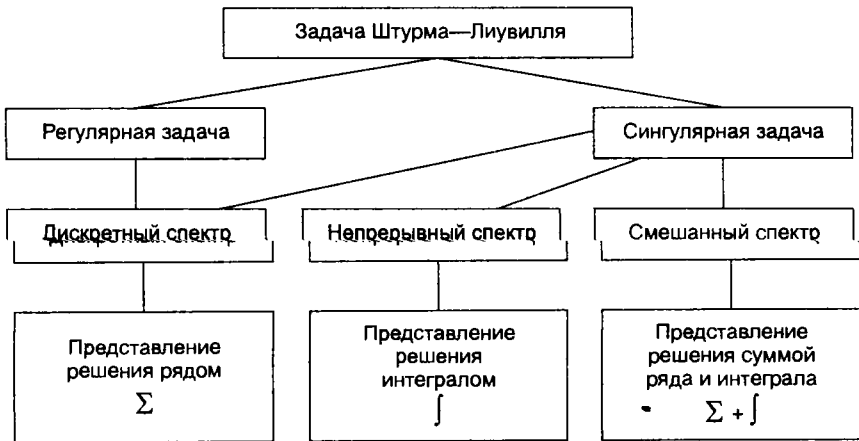 Задача Штурма—Лиувилля
Регулярная задача
Сингулярная задача
Дискретный спектр
Непрерывный спектр
Смешанный спектр
Представление
решения рядом
Σ
Представление
решения
интегралом
∫
Представление
решения суммой
ряда и интеграла
Σ + ∫